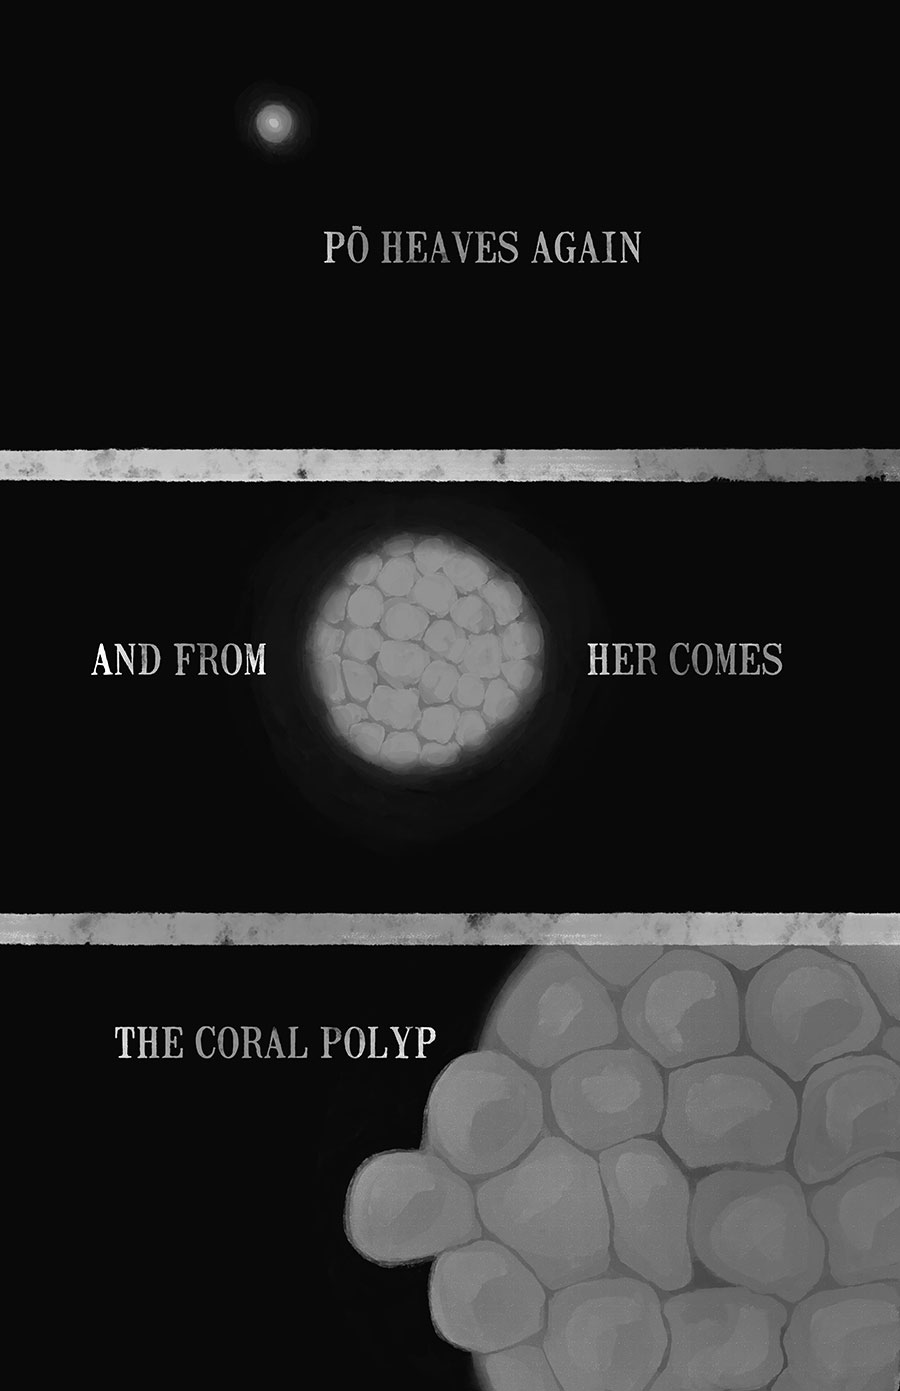 PŌ HEAVES AGAIN
AND FROM HER COMES
THE CORAL POLYP